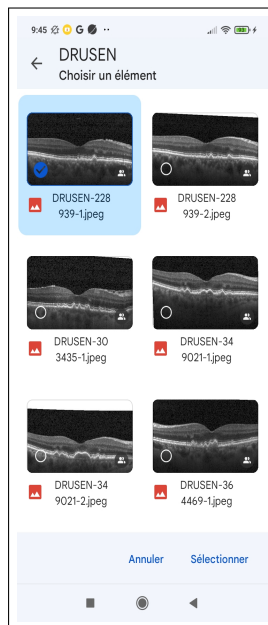 9:45
DRUSEN
Choisir un élément
DRUSEN-228
939-1.jpeg
DRUSEN-228
939-2.jpeg
DRUSEN-30
3435-1.jpeg
DRUSEN-34
9021-1.jpeg
DRUSEN-34
9021-2.jpeg
DRUSEN-36
4469-1.jpeg
Annuler Sélectionner